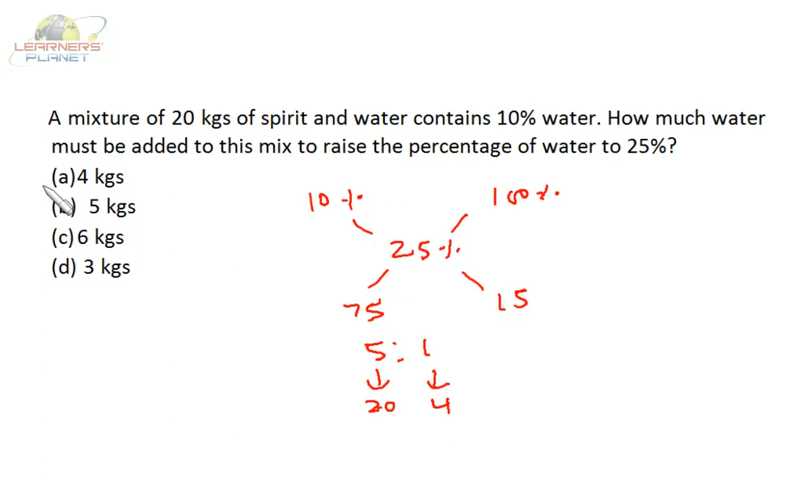 LEARNERS'
PLANET
A mixture of 20 kgs of spirit and water contains 10% water. How much water
must be added to this mix to raise the percentage of water to 25%?
(a)4 kgs
5 kgs
(c)6 kgs
(d) 3 kgs
10% 100%
25%
75 15
5 : 1
20 4